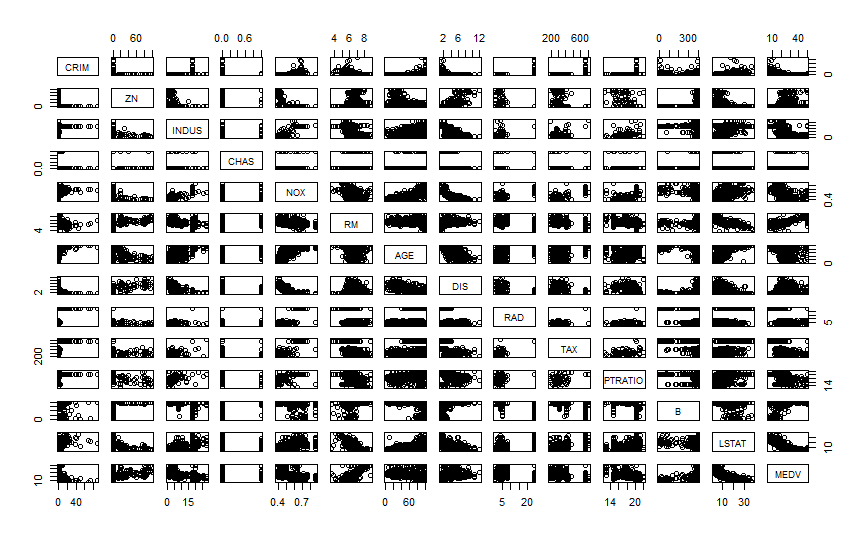 0 60 0.0 0.6 4 6 8 2 6 12 200 600 0 300 10 40
CRIM 0
0 ZN
INDUS 0
0.0 CHAS
NOX 0.4
4 RM
AGE 0
2 DIS
RAD 5
200 TAX
PTRATIO 14
0 B
LSTAT 10
10 MEDV
0 40 0 15 0.4 0.7 0 60 5 20 14 20 10 30